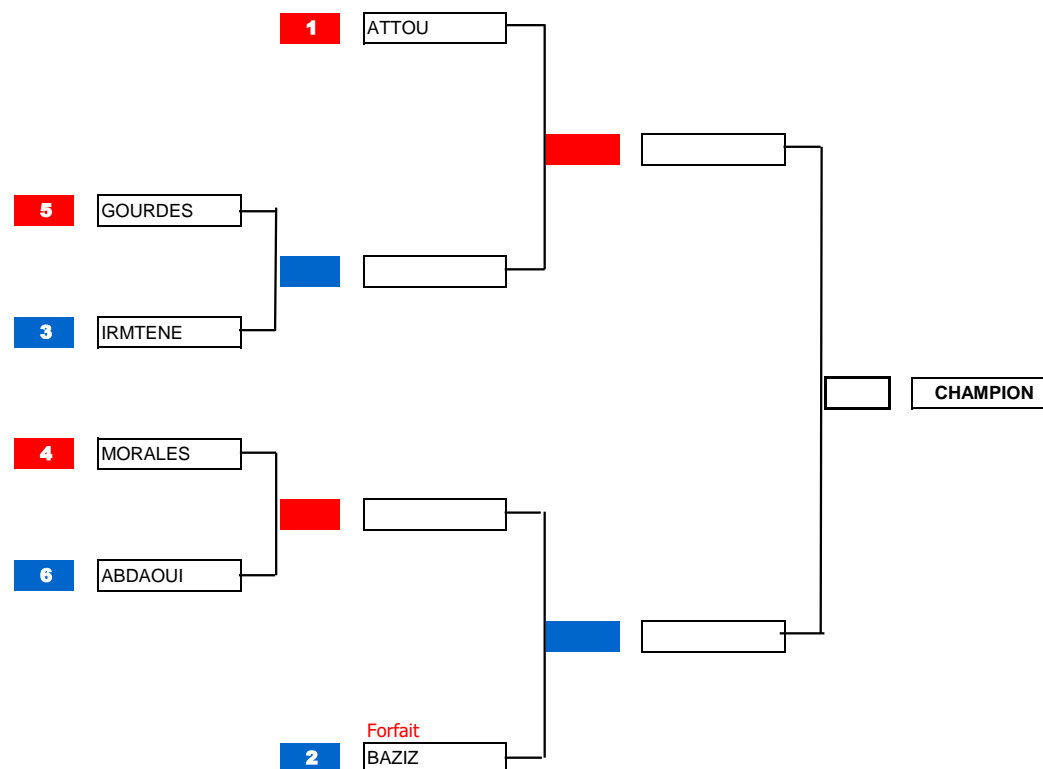 1 ATTOU
5 GOURDES
3 IRMTENE
CHAMPION
4 MORALES
6 ABDAOUI
Forfait
2 BAZIZ